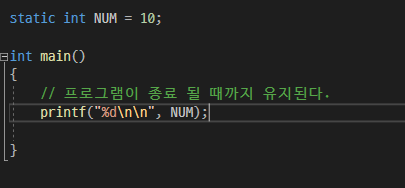 static int NUM = 10;
int main()
{
// 프로그램이 종료 될 때까지 유지된다.
printf("%d\n\n", NUM);
}